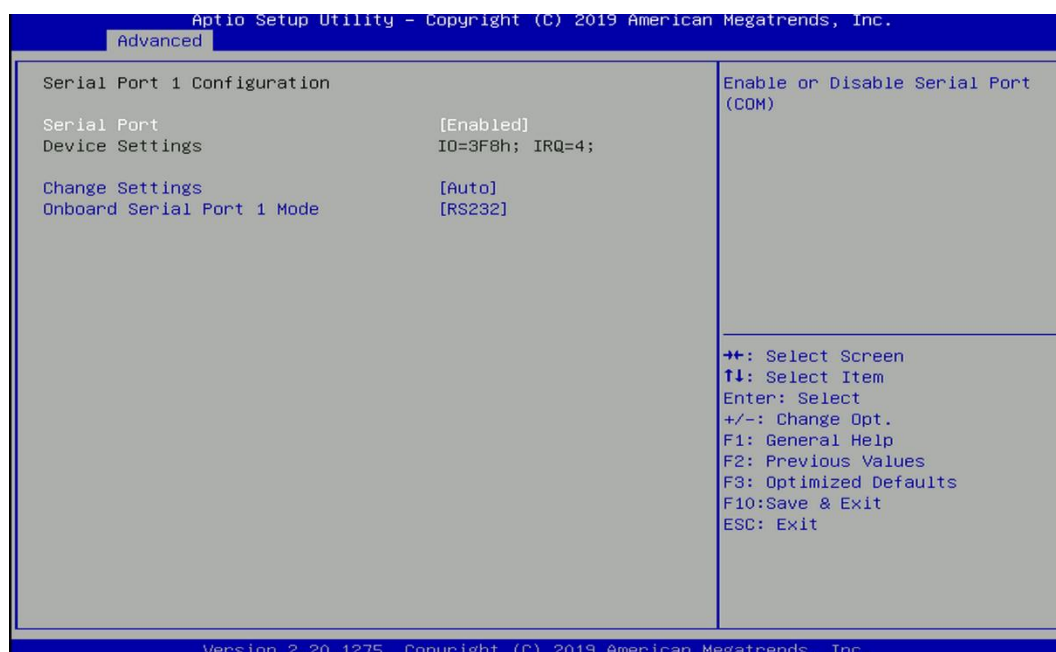 Aptio Setup Utility – Copyright (C) 2019 American Megatrends, Inc.
Advanced
Serial Port 1 Configuration
Serial Port [Enabled]
Device Settings IO=3F8h; IRQ=4;
Change Settings [Auto]
Onboard Serial Port 1 Mode [RS232]
Enable or Disable Serial Port
(COM)
→←: Select Screen
↑↓: Select Item
Enter: Select
+/-: Change Opt.
F1: General Help
F2: Previous Values
F3: Optimized Defaults
F10:Save & Exit
ESC: Exit
Version 2.20.1275. Copyright (C) 2019 American Megatrends, Inc.